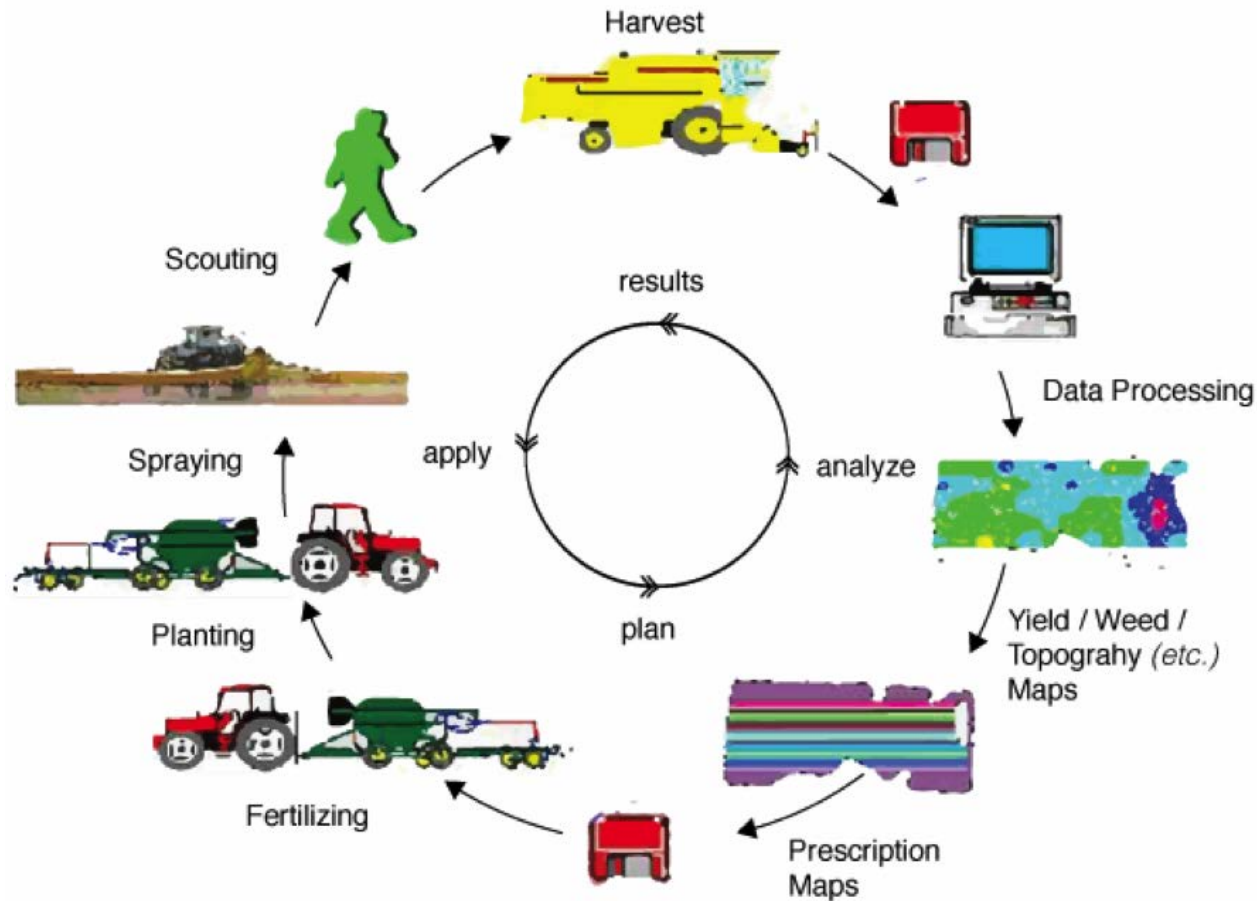 Harvest
Scouting
results
Data Processing
Spraying
apply
analyze
Planting
plan
Yield / Weed /
Topograhy (etc.)
Maps
Fertilizing
Prescription
Maps